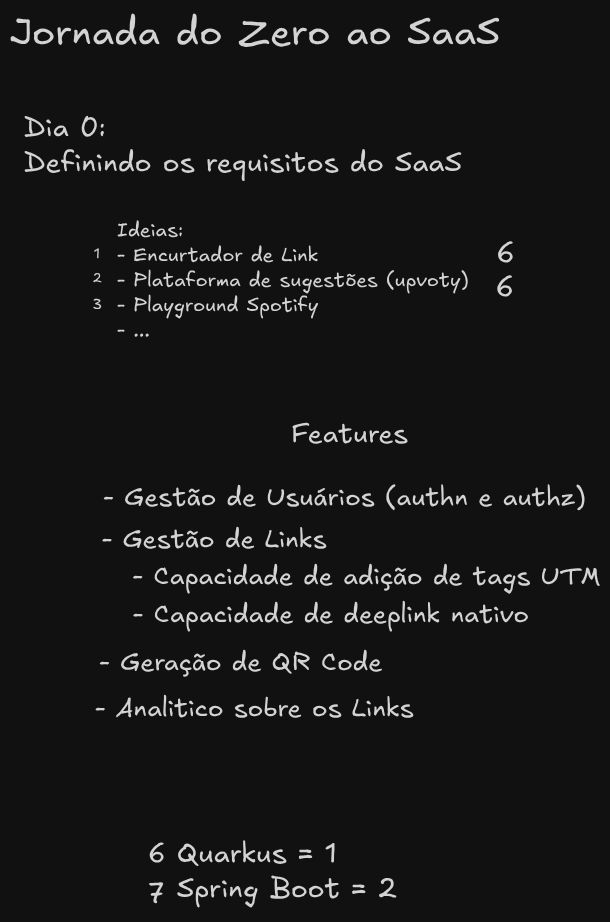 Jornada do Zero ao SaaS
Dia 0:
Definindo os requisitos do SaaS
Ideias:
1 - Encurtador de Link 6
2 - Plataforma de sugestões (upvoty) 6
3 - Playground Spotify
- ...
Features
- Gestão de Usuários (authn e authz)
- Gestão de Links
- Capacidade de adição de tags UTM
- Capacidade de deeplink nativo
- Geração de QR Code
- Analitico sobre os Links
6 Quarkus = 1
7 Spring Boot = 2